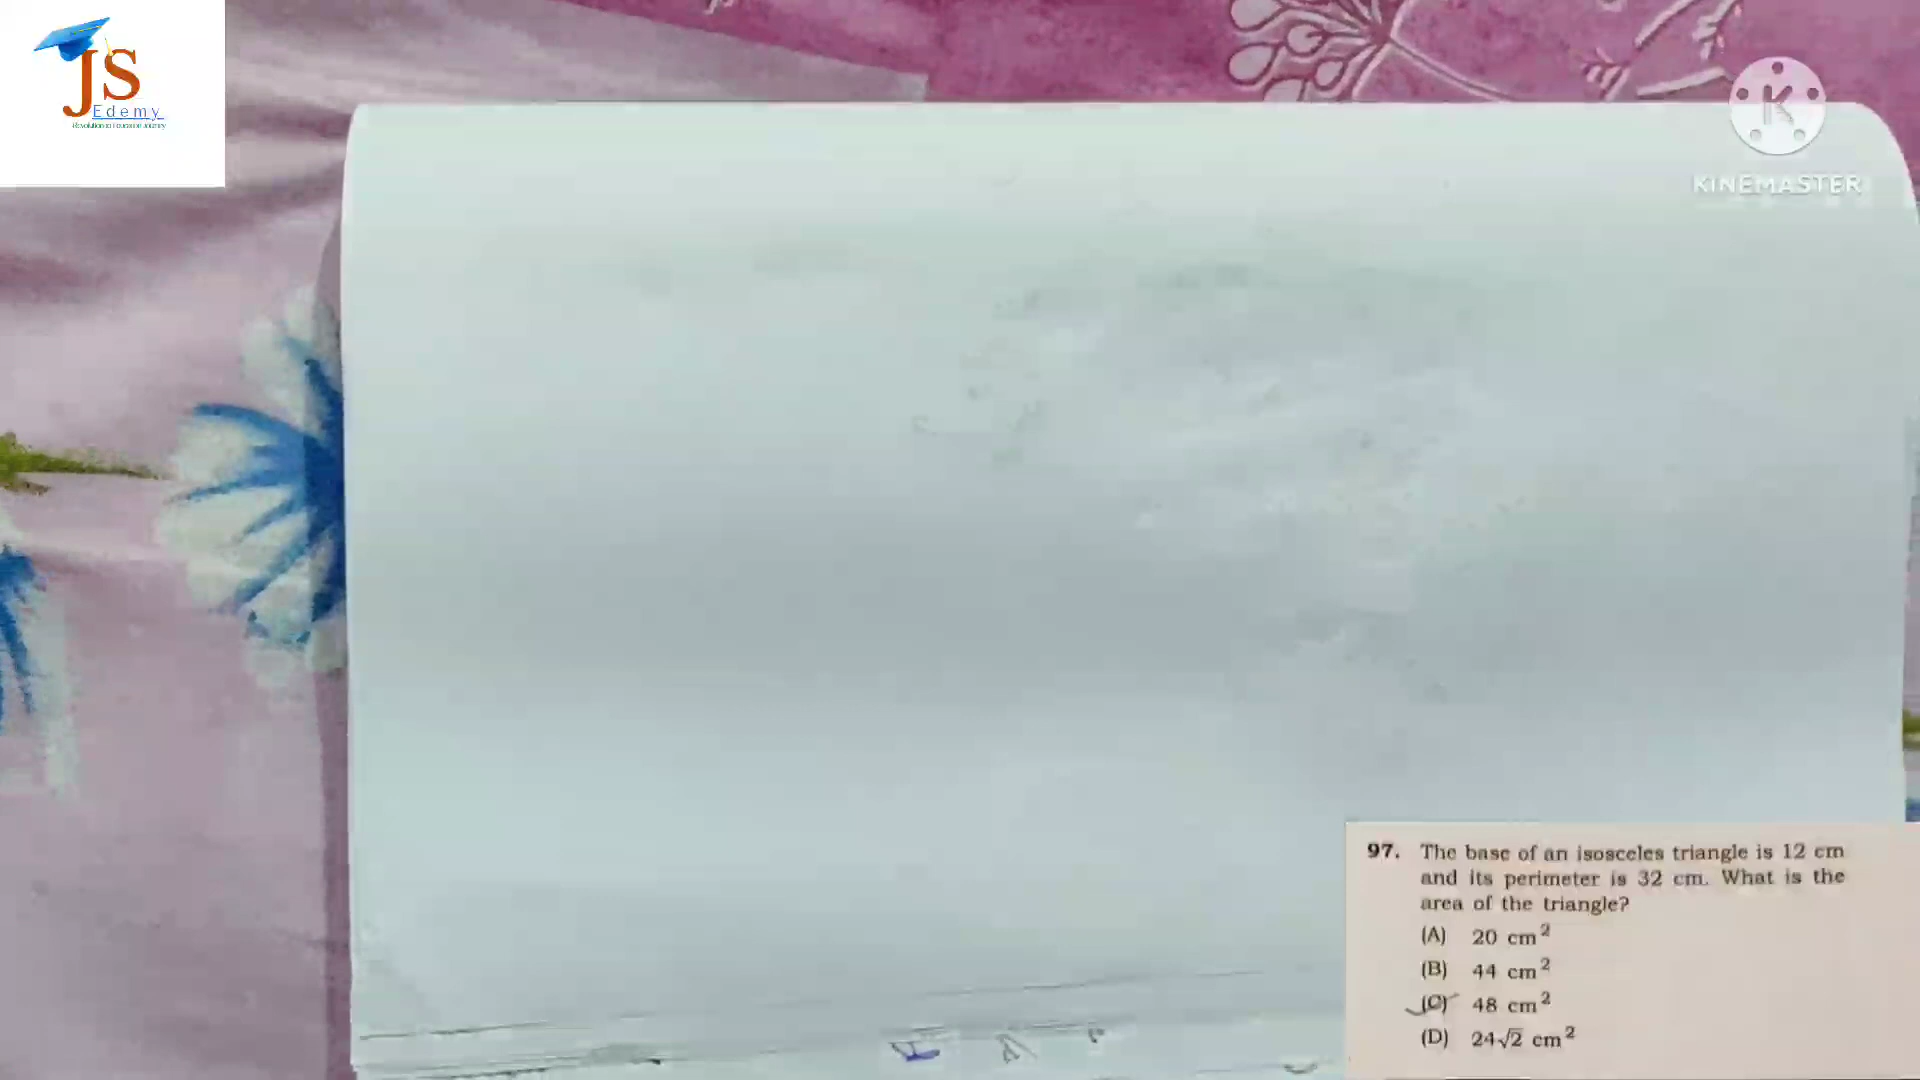 JS
Edemy
KINEMASTER
97. The base of an isosceles triangle is 12 cm
and its perimeter is 32 cm. What is the
area of the triangle?
(A) 20 cm²
(B) 44 cm²
(C) 48 cm²
(D) 24√2 cm²